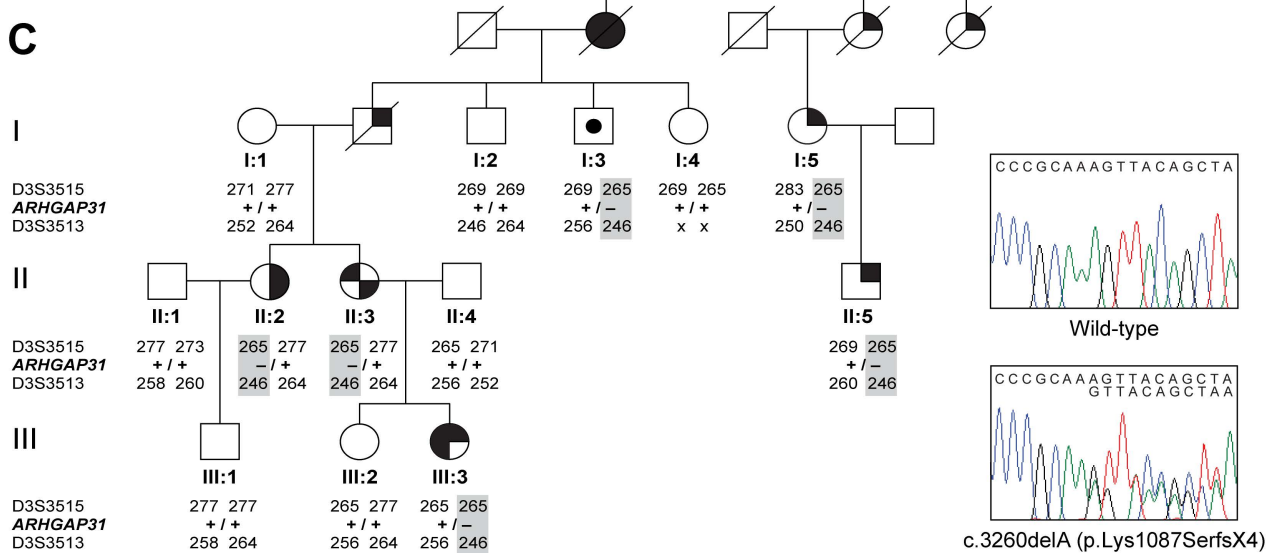 C
I
I:1 I:2 I:3 I:4 I:5
D3S3515 271 277 269 269 269 265 269 265 283 265
ARHGAP31 + / + + / + + / – + / + + / –
D3S3513 252 264 246 264 256 246 x x 250 246
CCCGCAAAGTTACAGCTA
Wild-type
II
II:1 II:2 II:3 II:4 II:5
D3S3515 277 273 265 277 265 277 265 271 269 265
ARHGAP31 + / + – / + – / + + / + + / –
D3S3513 258 260 246 264 246 264 256 252 260 246
CCCGCAAAGTTACAGCTA
GTTACAGCTAA
c.3260delA (p.Lys1087SerfsX4)
III
III:1 III:2 III:3
D3S3515 277 277 265 277 265 265
ARHGAP31 + / + + / + + / –
D3S3513 258 264 256 264 256 246